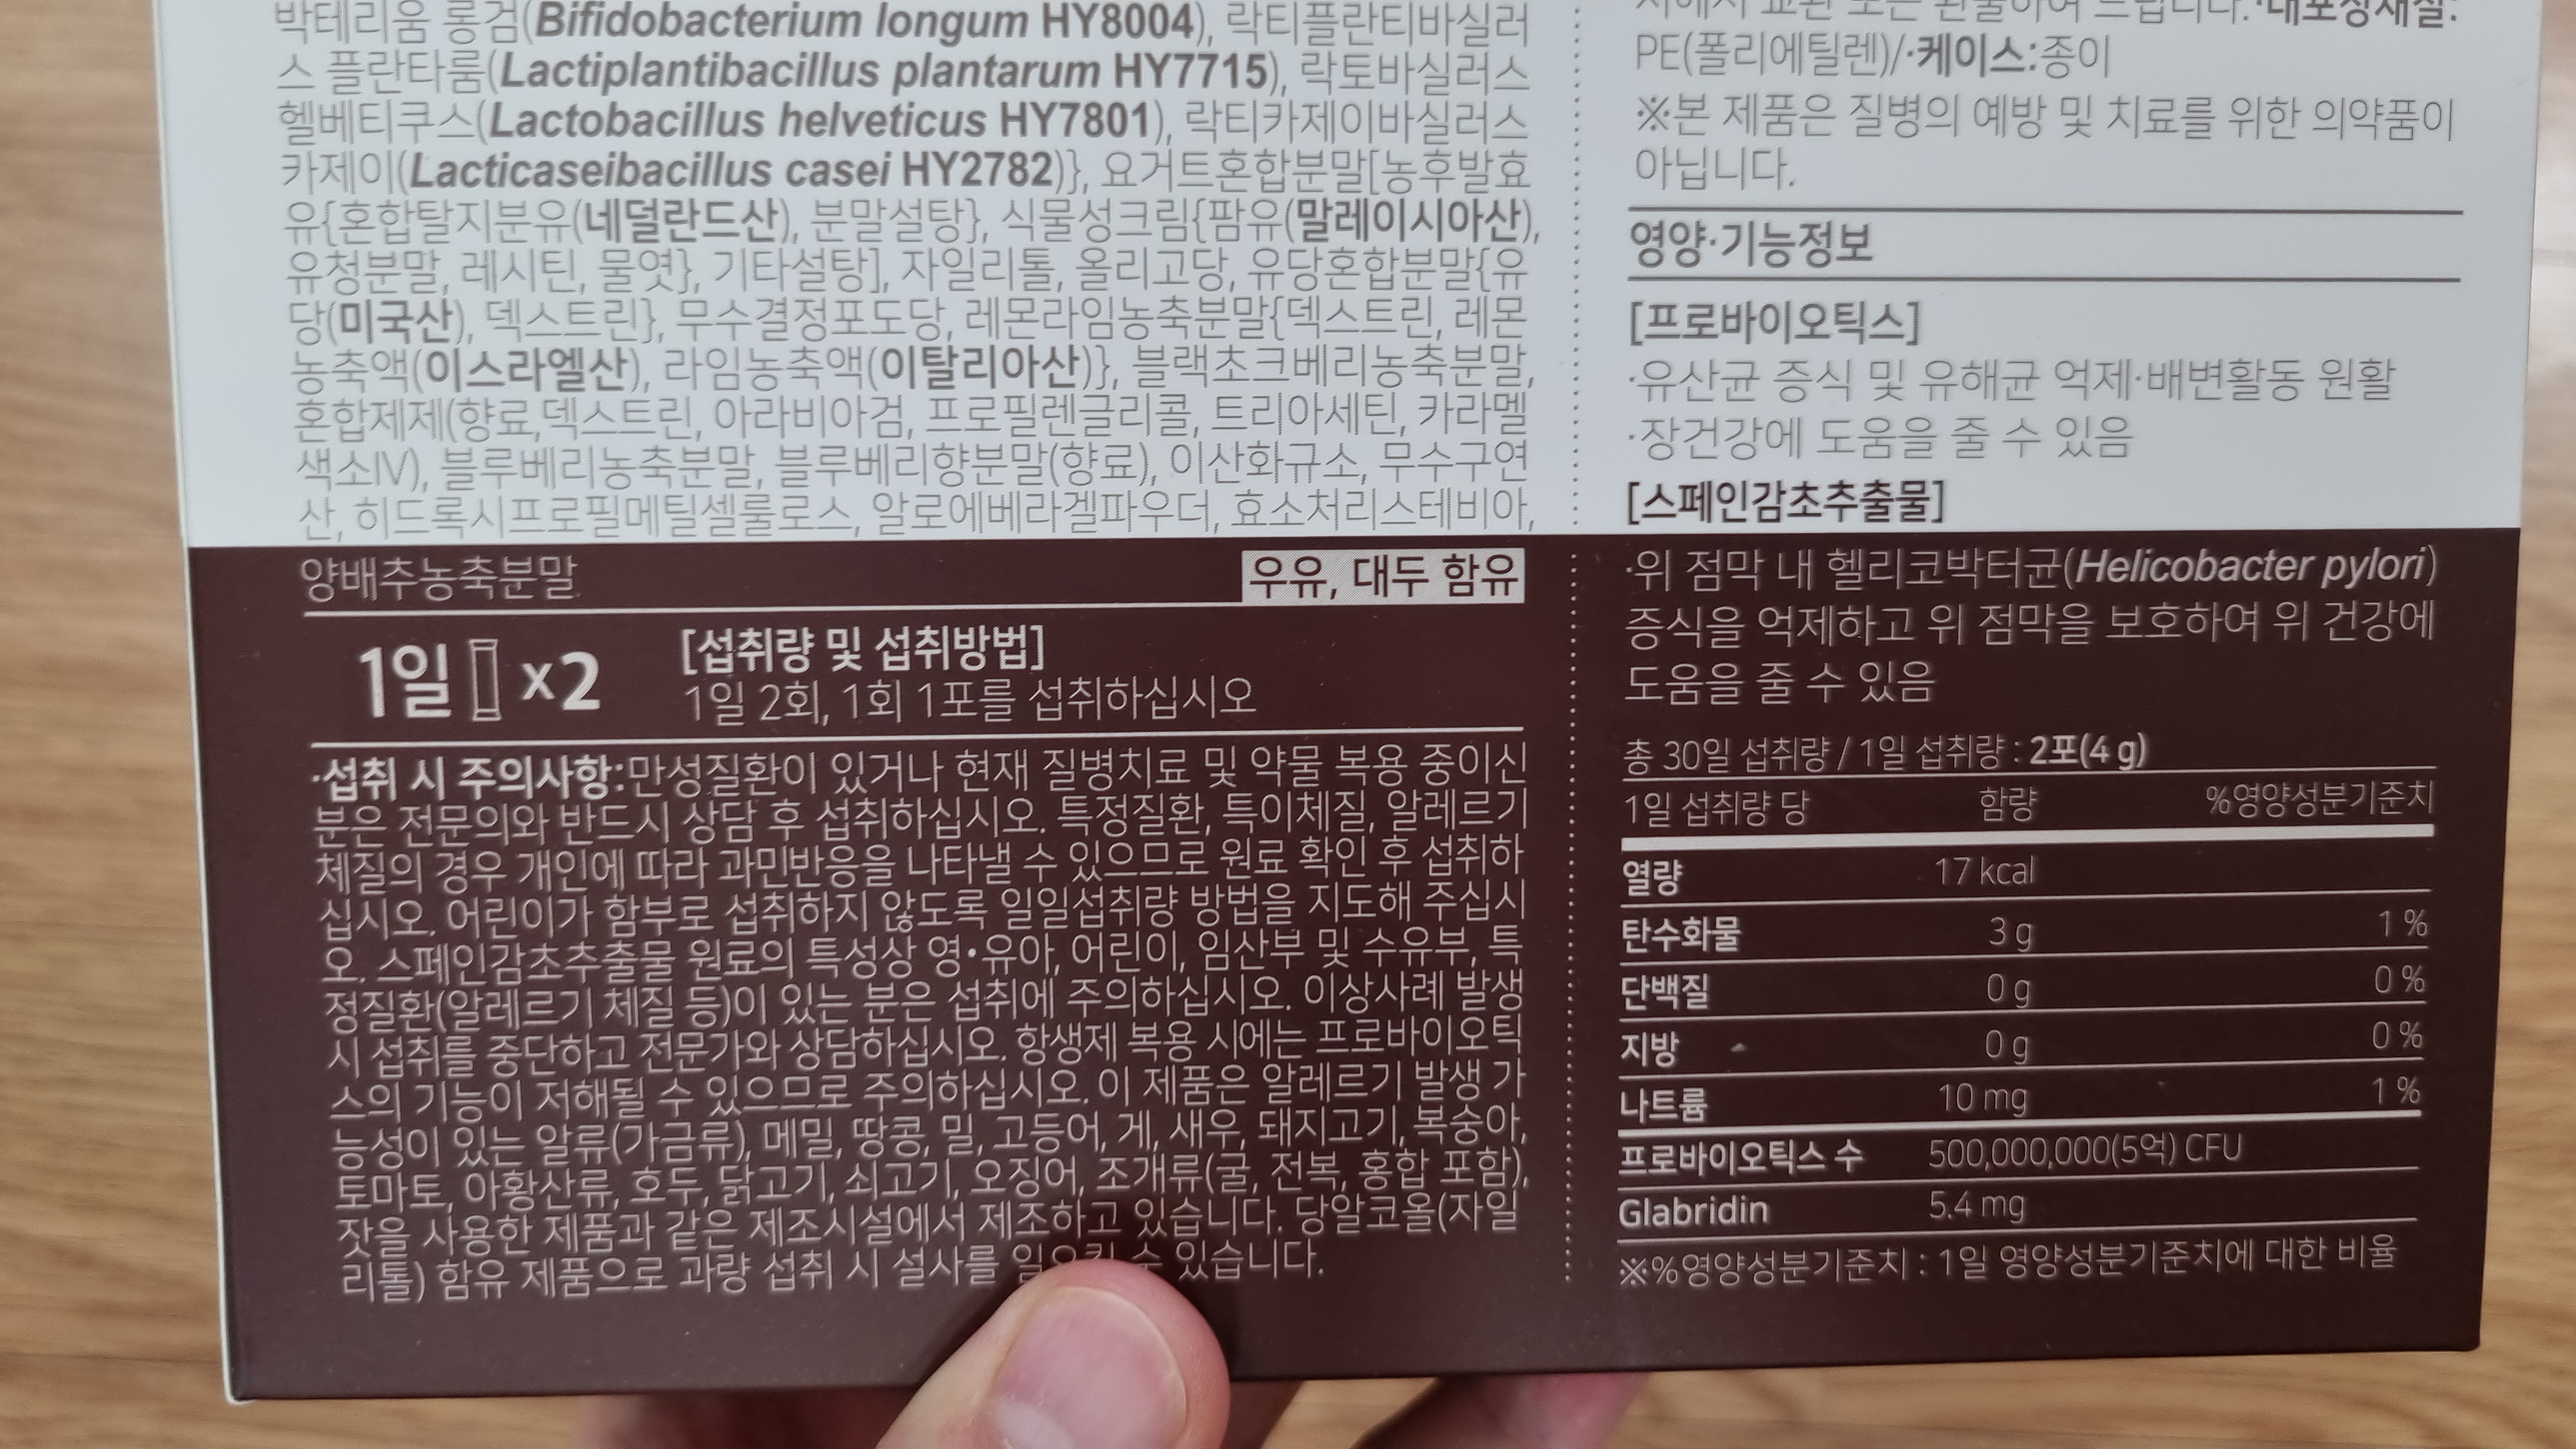 박테리움 롱검(Bifidobacterium longum HY8004), 락티플란티바실러
스 플란타룸(Lactiplantibacillus plantarum HY7715), 락토바실러스
헬베티쿠스(Lactobacillus helveticus HY7801), 락티카제이바실러스
카제이(Lacticaseibacillus casei HY2782)}, 요거트혼합분말[농후발효
유{혼합탈지분유(네덜란드산), 분말설탕}, 식물성크림{팜유(말레이시아산),
유청분말, 레시틴, 물엿}, 기타설탕], 자일리톨, 올리고당, 유당혼합분말{유
당(미국산), 덱스트린}, 무수결정포도당, 레몬라임농축분말{덱스트린, 레몬
농축액(이스라엘산), 라임농축액(이탈리아산)}, 블랙초크베리농축분말,
혼합제제(향료,덱스트린, 아라비아검, 프로필렌글리콜, 트리아세틴, 카라멜
색소Ⅳ), 블루베리농축분말, 블루베리향분말(향료), 이산화규소, 무수구연
산, 히드록시프로필메틸셀룰로스, 알로에베라겔파우더, 효소처리스테비아,
양배추농축분말
우유, 대두 함유
1일 x2
[섭취량 및 섭취방법]
1일 2회, 1회 1포를 섭취하십시오
·섭취 시 주의사항:만성질환이 있거나 현재 질병치료 및 약물 복용 중이신
분은 전문의와 반드시 상담 후 섭취하십시오. 특정질환, 특이체질, 알레르기
체질의 경우 개인에 따라 과민반응을 나타낼 수 있으므로 원료 확인 후 섭취하
십시오. 어린이가 함부로 섭취하지 않도록 일일섭취량 방법을 지도해 주십시
오. 스페인감초추출물 원료의 특성상 영•유아, 어린이, 임산부 및 수유부, 특
정질환(알레르기 체질 등)이 있는 분은 섭취에 주의하십시오. 이상사례 발생
시 섭취를 중단하고 전문가와 상담하십시오. 항생제 복용 시에는 프로바이오틱
스의 기능이 저해될 수 있으므로 주의하십시오. 이 제품은 알레르기 발생 가
능성이 있는 알류(가금류), 메밀, 땅콩, 밀, 고등어, 게, 새우, 돼지고기, 복숭아,
토마토, 아황산류, 호두, 닭고기, 쇠고기, 오징어, 조개류(굴, 전복, 홍합 포함),
잣을 사용한 제품과 같은 제조시설에서 제조하고 있습니다. 당알코올(자일
리톨) 함유 제품으로 과량 섭취 시 설사를 일으킬 수 있습니다.
교환 또는 환불하여 드립니다.·내포장재질:
PE(폴리에틸렌)/·케이스:종이
※본 제품은 질병의 예방 및 치료를 위한 의약품이
아닙니다.
영양·기능정보
[프로바이오틱스]
·유산균 증식 및 유해균 억제·배변활동 원활
·장건강에 도움을 줄 수 있음
[스페인감초추출물]
·위 점막 내 헬리코박터균(Helicobacter pylori)
증식을 억제하고 위 점막을 보호하여 위 건강에
도움을 줄 수 있음
총 30일 섭취량 / 1일 섭취량 : 2포(4 g)
1일 섭취량 당 함량 %영양성분기준치
열량 17 kcal
탄수화물 3 g 1 %
단백질 0 g 0 %
지방 0 g 0 %
나트륨 10 mg 1 %
프로바이오틱스 수 500,000,000(5억) CFU
Glabridin 5.4 mg
※%영양성분기준치 : 1일 영양성분기준치에 대한 비율